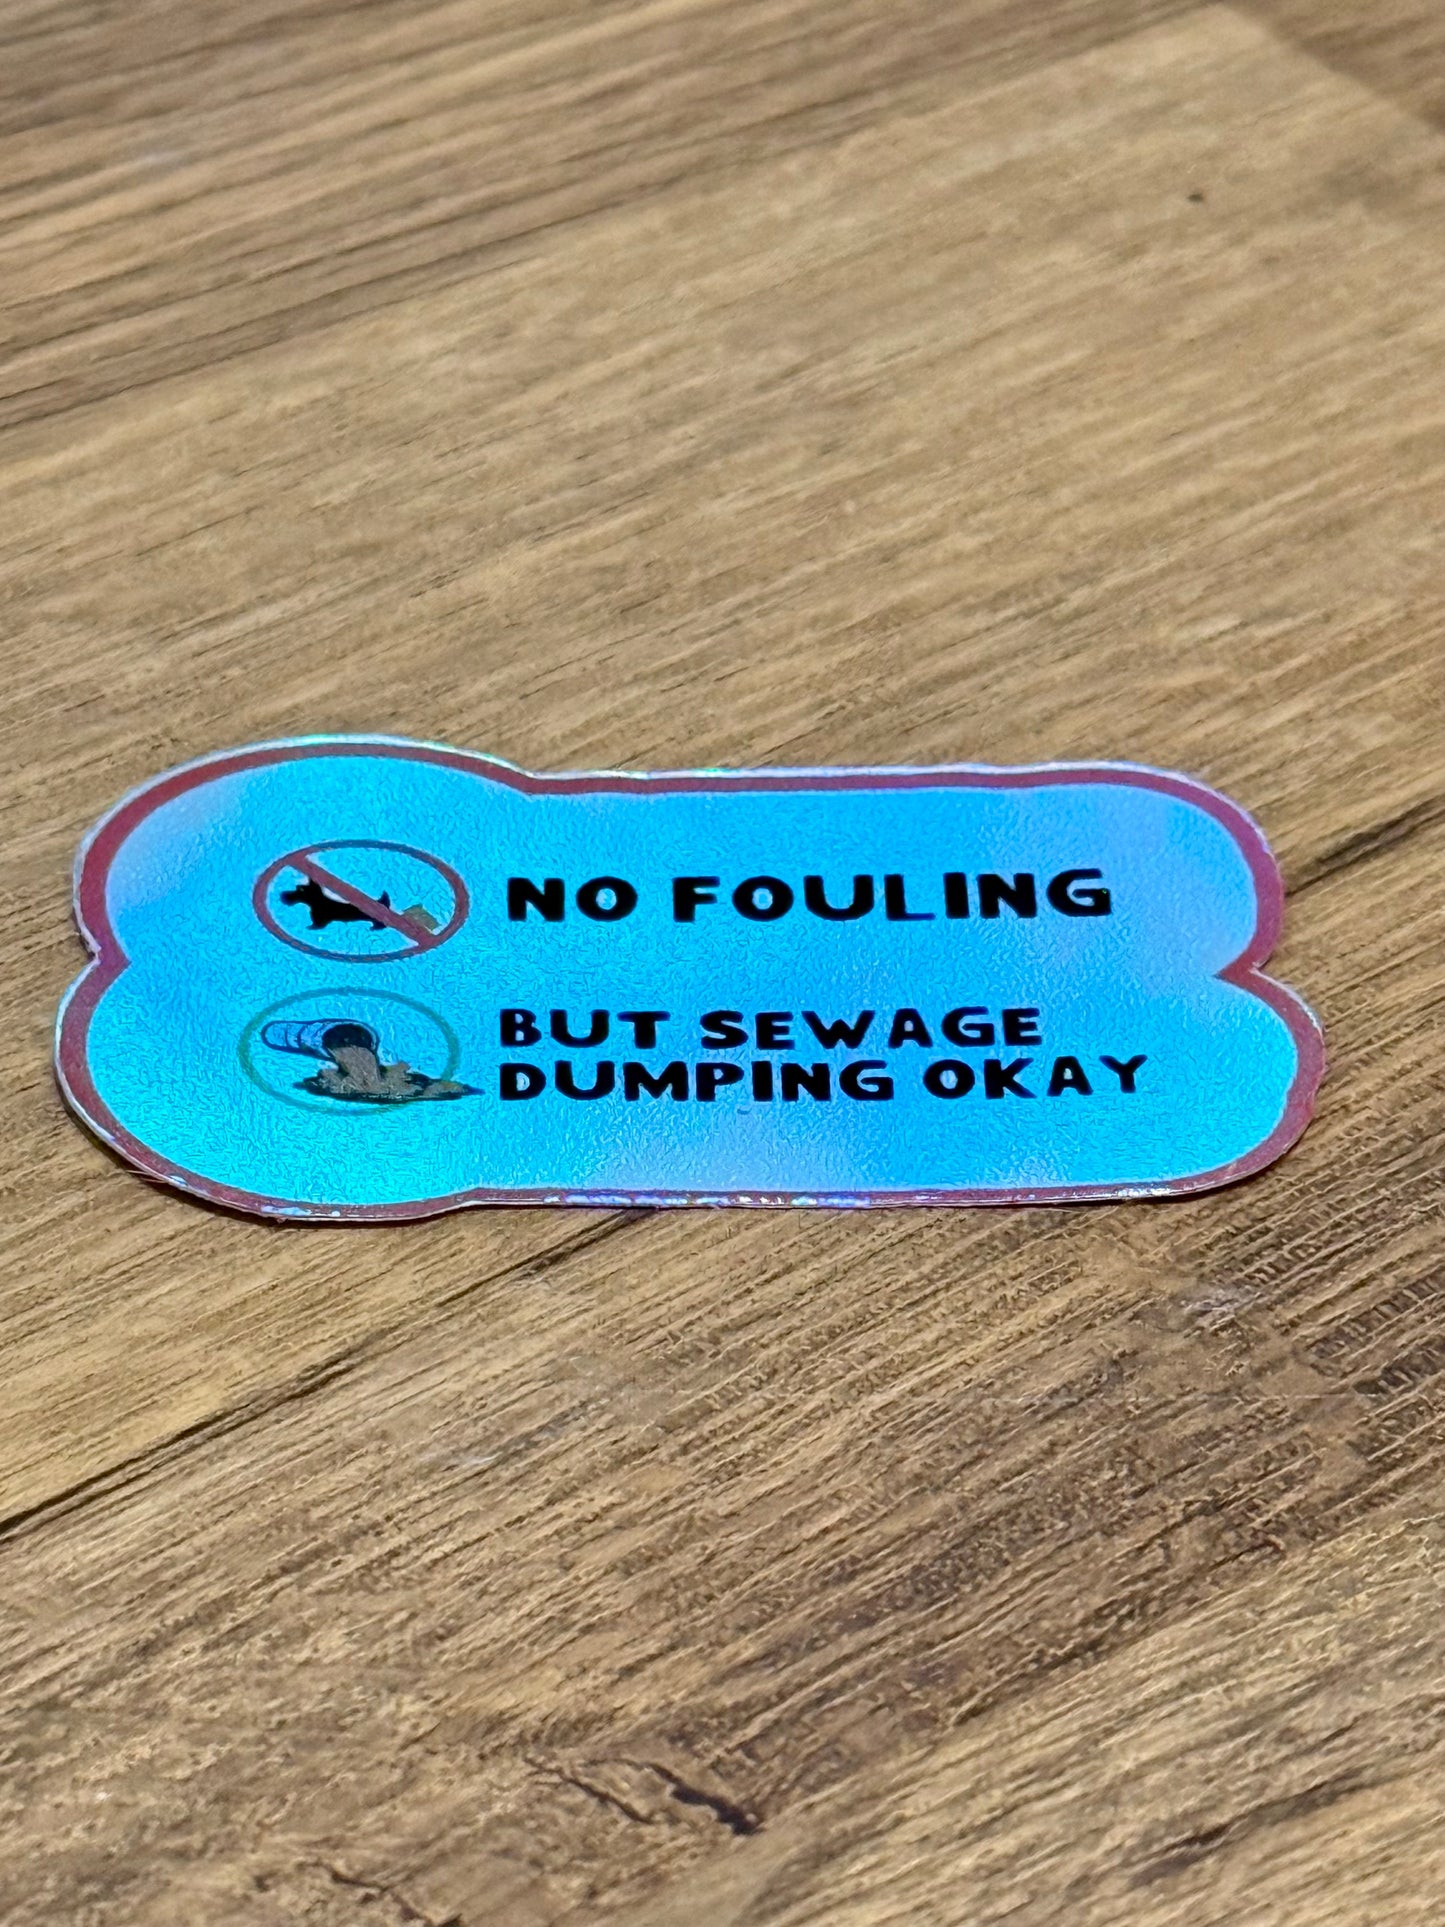 NO FOULING
BUT SEWAGE
DUMPING OKAY